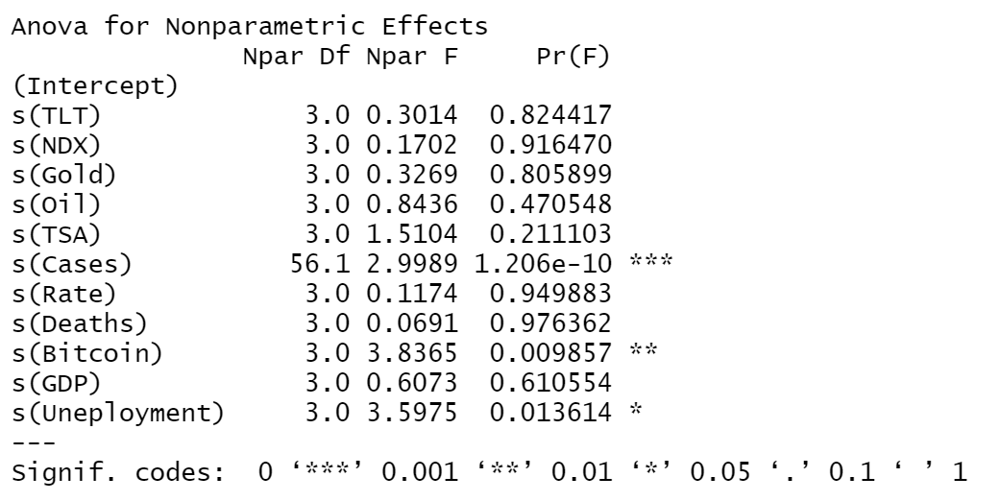 Anova for Nonparametric Effects
Npar Df Npar F Pr(F)
(Intercept)
s(TLT) 3.0 0.3014 0.824417
s(NDX) 3.0 0.1702 0.916470
s(Gold) 3.0 0.3269 0.805899
s(Oil) 3.0 0.8436 0.470548
s(TSA) 3.0 1.5104 0.211103
s(Cases) 56.1 2.9989 1.206e-10 ***
s(Rate) 3.0 0.1174 0.949883
s(Deaths) 3.0 0.0691 0.976362
s(Bitcoin) 3.0 3.8365 0.009857 **
s(GDP) 3.0 0.6073 0.610554
s(Uneployment) 3.0 3.5975 0.013614 *
---
Signif. codes: 0 ‘***’ 0.001 ‘**’ 0.01 ‘*’ 0.05 ‘.’ 0.1 ‘ ’ 1